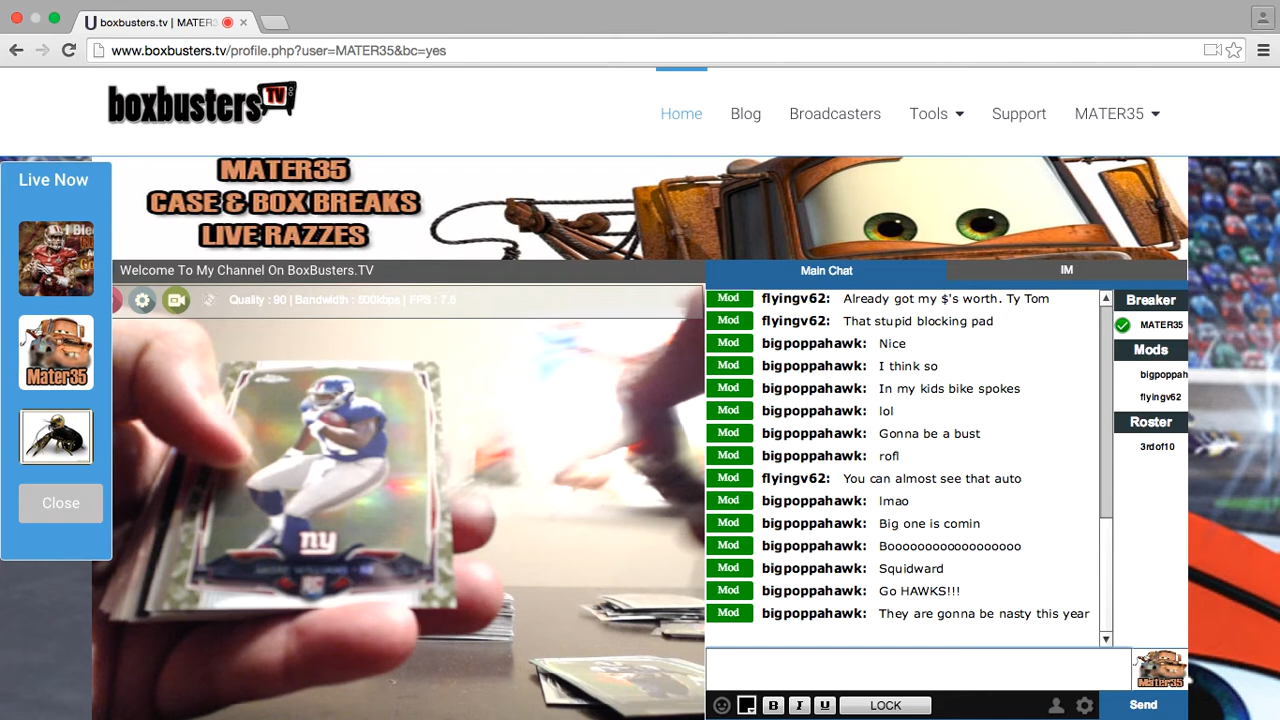 boxbusters.tv | MATER3
www.boxbusters.tv/profile.php?user=MATER35&bc=yes
boxbusters TV
Home Blog Broadcasters Tools Support MATER35
Live Now
Mater35
Close
MATER35
CASE & BOX BREAKS
LIVE RAZZES
Welcome To My Channel On BoxBusters.TV
Quality : 90 | Bandwidth : 500kbps | FPS : 7.5
ny
Main Chat IM
Mod flyingv62: Already got my $'s worth. Ty Tom
Mod flyingv62: That stupid blocking pad
Mod bigpoppahawk: Nice
Mod bigpoppahawk: I think so
Mod bigpoppahawk: In my kids bike spokes
Mod bigpoppahawk: lol
Mod bigpoppahawk: Gonna be a bust
Mod bigpoppahawk: rofl
Mod flyingv62: You can almost see that auto
Mod bigpoppahawk: lmao
Mod bigpoppahawk: Big one is comin
Mod bigpoppahawk: Booooooooooooooooo
Mod bigpoppahawk: Squidward
Mod bigpoppahawk: Go HAWKS!!!
Mod bigpoppahawk: They are gonna be nasty this year
Breaker
MATER35
Mods
bigpoppah
flyingv62
Roster
3rdof10
Mater35
B I U LOCK Send